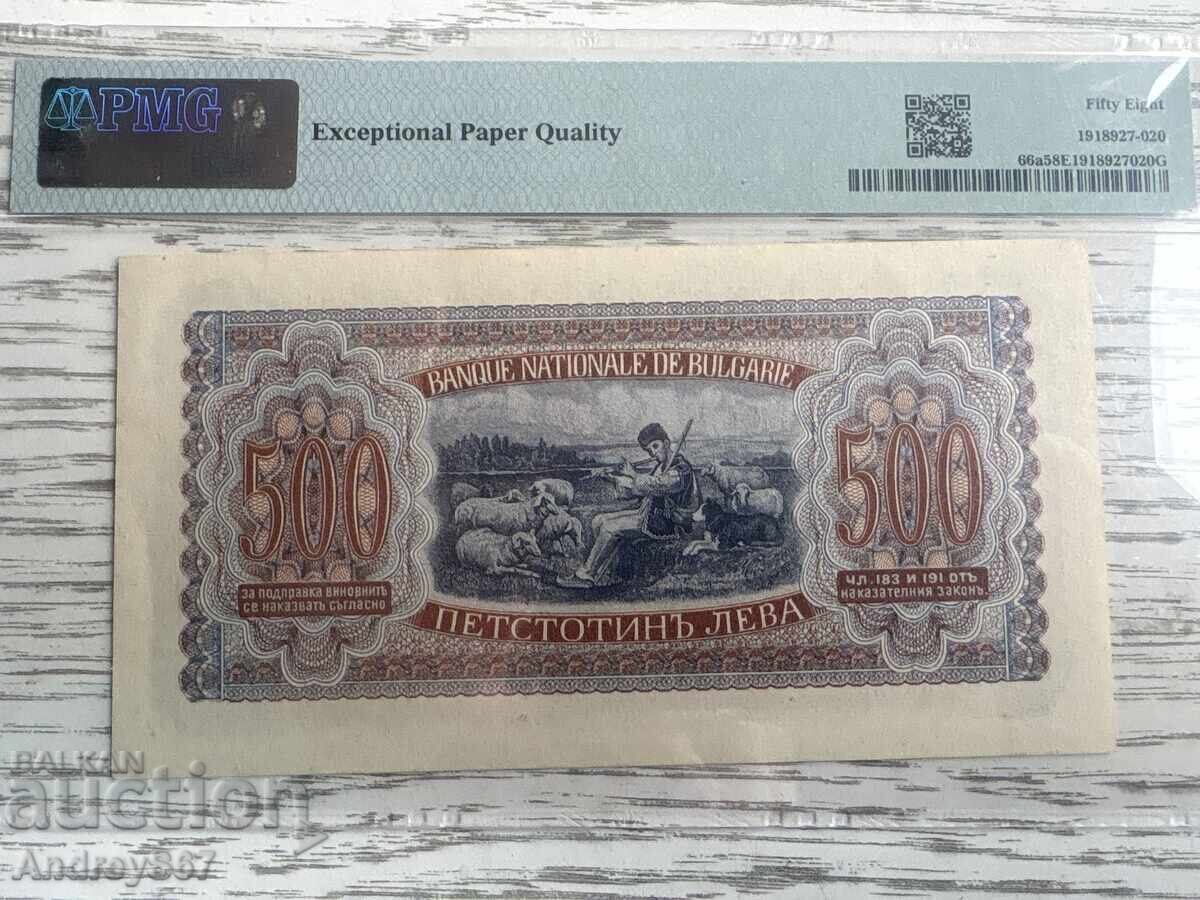 PMG
Exceptional Paper Quality
Fifty Eight
1918927-020
66a58E1918927020G
BANQUE NATIONALE DE BULGARIE
500
500
ЗА ПОДПРАВКА ВИНОВНИТѢ
СЕ НАКАЗВАТЪ СЪГЛАСНО
ЧЛ. 183 И 191 ОТЪ
НАКАЗАТЕЛНИЯ ЗАКОНЪ.
ПЕТСТОТИНЪ ЛЕВА
BALKAN
auction
Andrey867